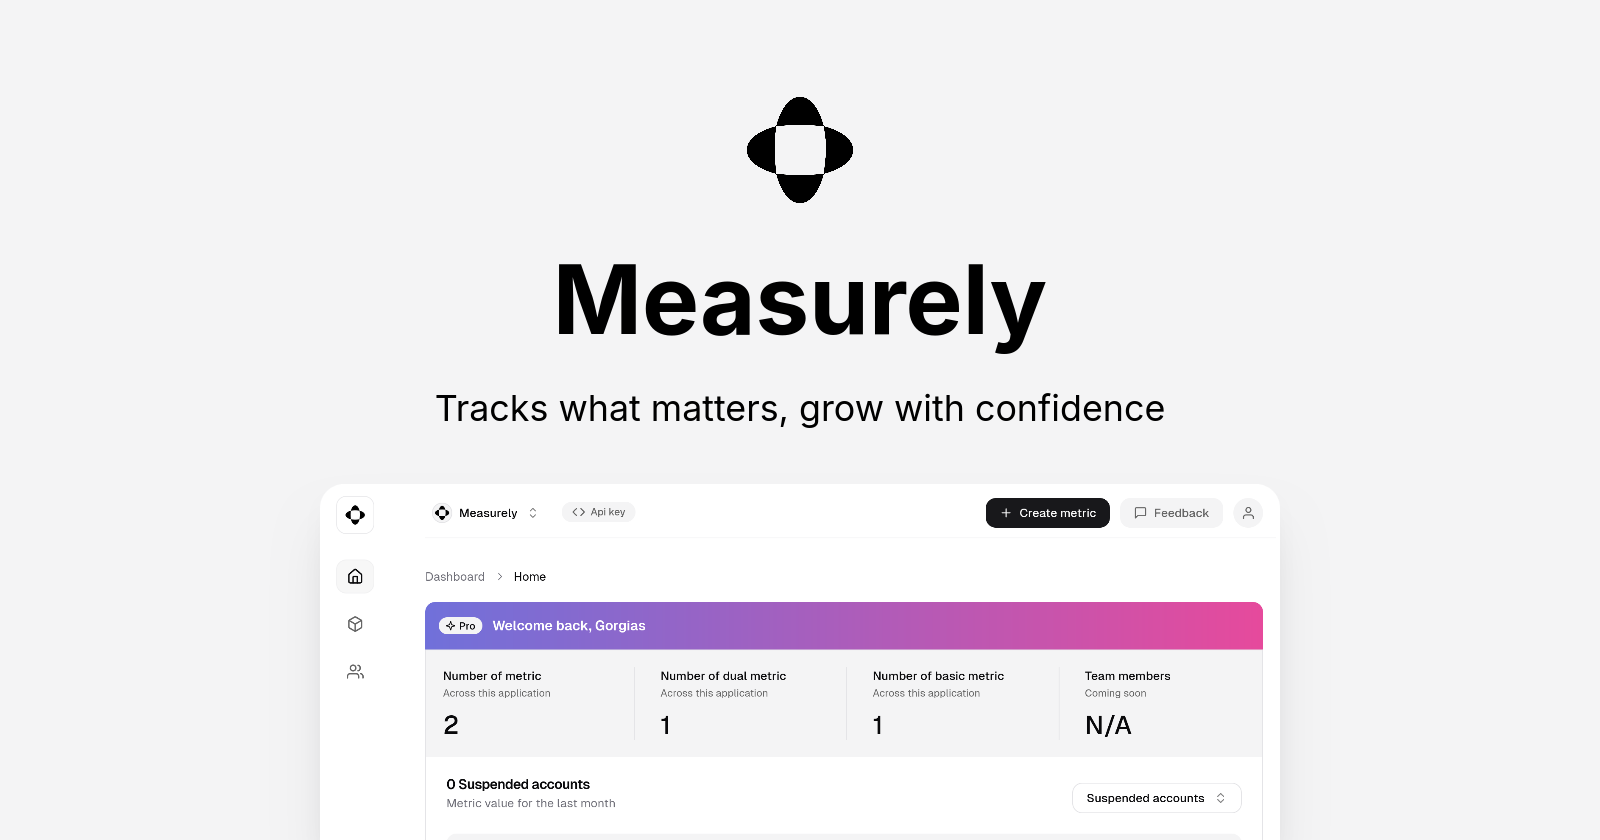 Measurely
Tracks what matters, grow with confidence
Measurely
Api key
Create metric
Feedback
Dashboard > Home
Pro
Welcome back, Gorgias
Number of metric
Across this application
2
Number of dual metric
Across this application
1
Number of basic metric
Across this application
1
Team members
Coming soon
N/A
0 Suspended accounts
Metric value for the last month
Suspended accounts